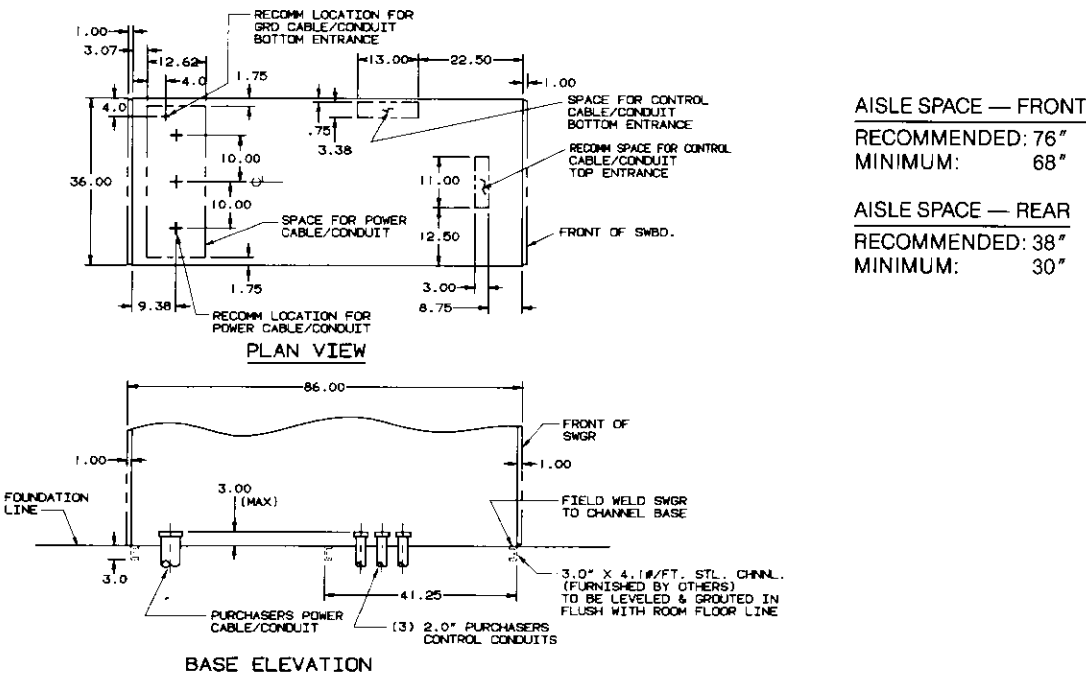 RECOMM LOCATION FOR
GRD CABLE/CONDUIT
BOTTOM ENTRANCE
1.00
3.07
12.62
4.0
1.75
13.00
22.50
1.00
4.0
.75
3.38
SPACE FOR CONTROL
CABLE/CONDUIT
BOTTOM ENTRANCE
RECOMM SPACE FOR CONTROL
CABLE/CONDUIT
TOP ENTRANCE
36.00
10.00
10.00
11.00
12.50
SPACE FOR POWER
CABLE/CONDUIT
FRONT OF SWBD.
1.75
3.00
8.75
9.38
RECOMM LOCATION FOR
POWER CABLE/CONDUIT
PLAN VIEW
AISLE SPACE — FRONT
RECOMMENDED: 76"
MINIMUM: 68"
AISLE SPACE — REAR
RECOMMENDED: 38"
MINIMUM: 30"
86.00
FRONT OF
SWGR
1.00
1.00
3.00
(MAX)
FOUNDATION
LINE
FIELD WELD SWGR
TO CHANNEL BASE
3.0
41.25
3.0" X 4.1#/FT. STL. CHNNL.
(FURNISHED BY OTHERS)
TO BE LEVELED & GROUTED IN
FLUSH WITH ROOM FLOOR LINE
PURCHASERS POWER
CABLE/CONDUIT
(3) 2.0" PURCHASERS
CONTROL CONDUITS
BASE ELEVATION